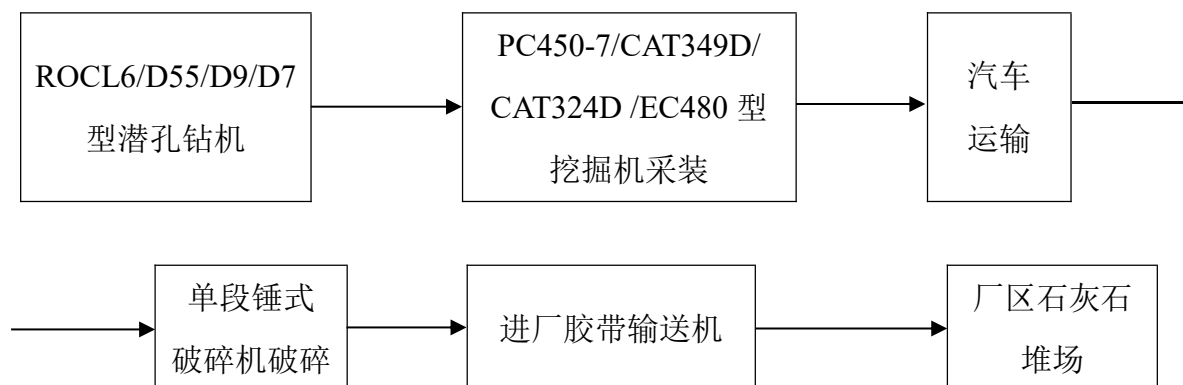 ROCL6/D55/D9/D7
型潜孔钻机
PC450-7/CAT349D/
CAT324D /EC480 型
挖掘机采装
汽车
运输
单段锤式
破碎机破碎
进厂胶带输送机
厂区石灰石
堆场